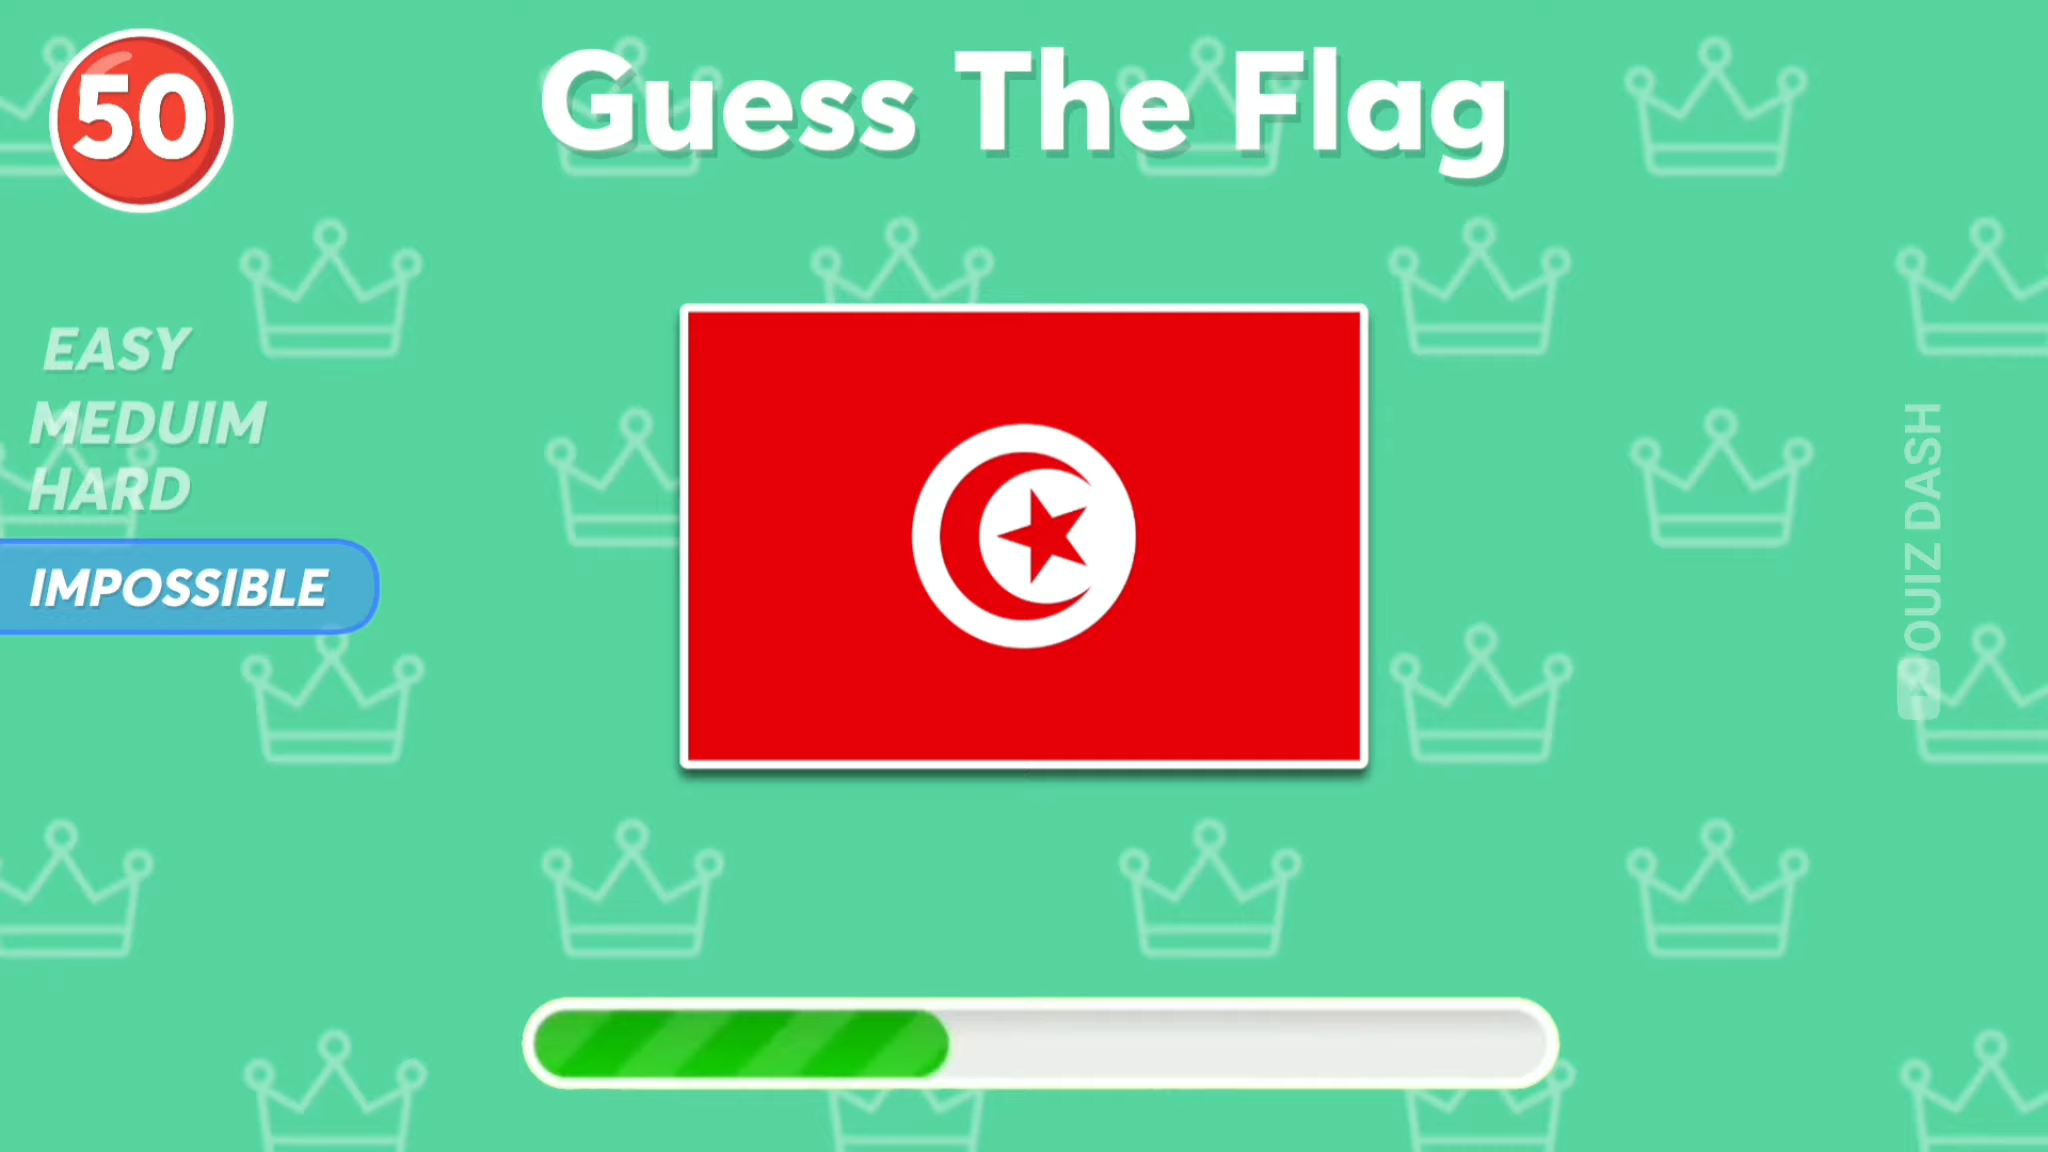 50
Guess The Flag
EASY
MEDUIM
HARD
IMPOSSIBLE
QUIZ DASH